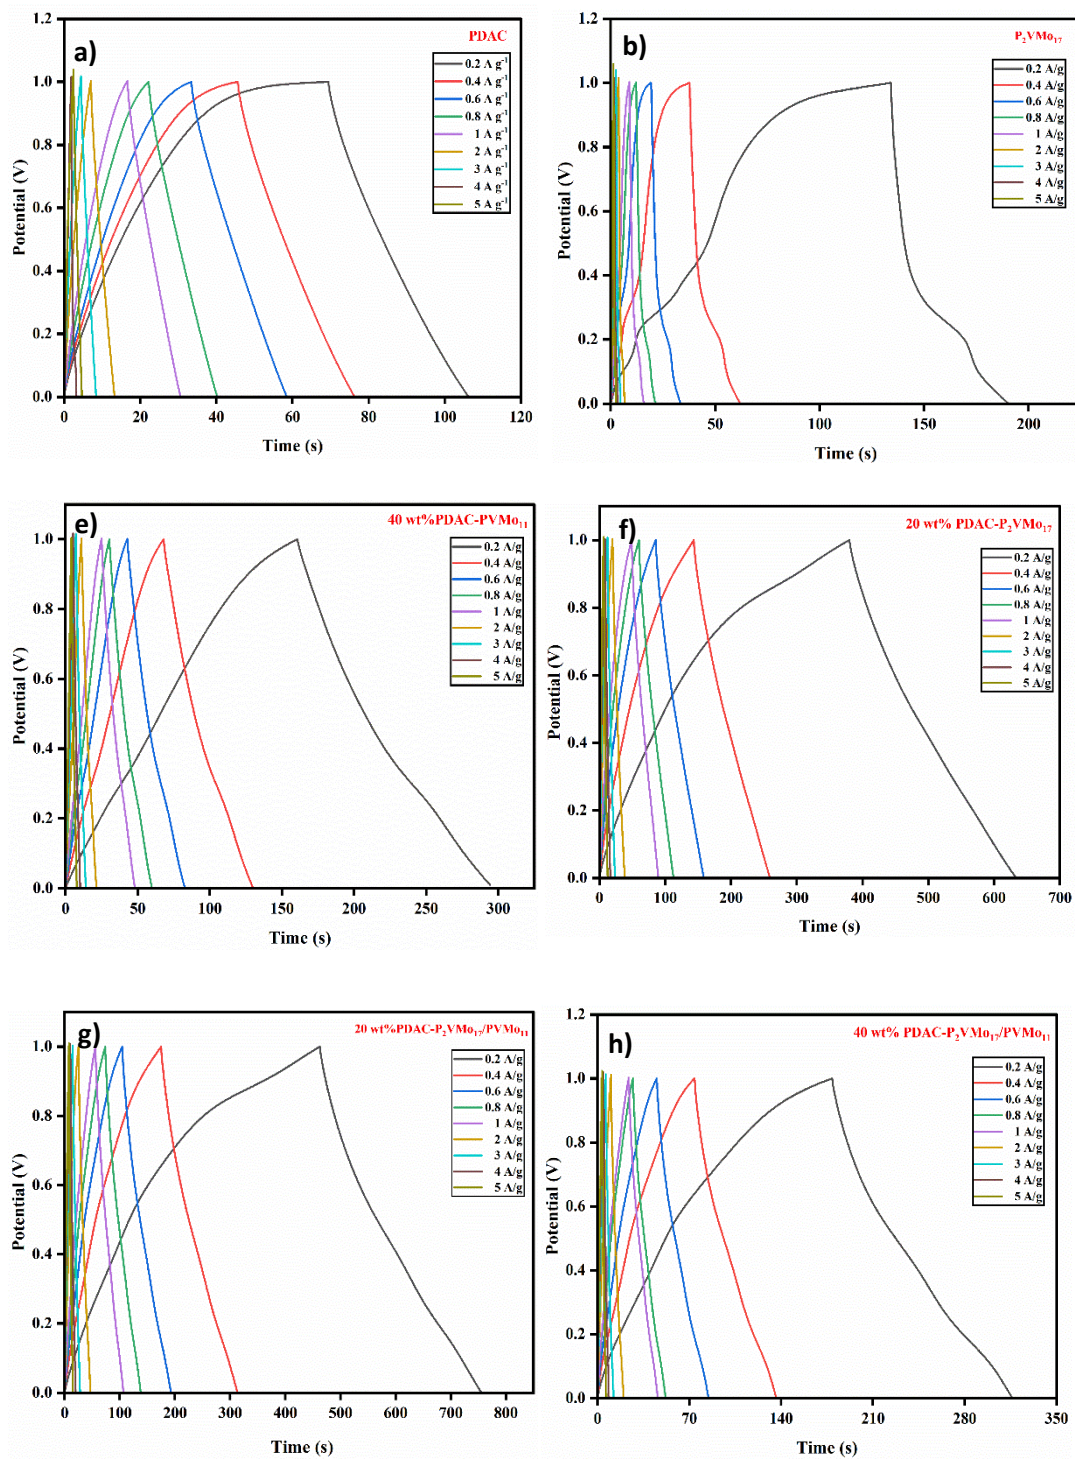 a)
PDAC
0.2 A g⁻¹
0.4 A g⁻¹
0.6 A g⁻¹
0.8 A g⁻¹
1 A g⁻¹
2 A g⁻¹
3 A g⁻¹
4 A g⁻¹
5 A g⁻¹
1.2
1.0
0.8
0.6
0.4
0.2
0.0
Potential (V)
0 20 40 60 80 100 120
Time (s)
b)
P₂VMo₁₇
0.2 A/g
0.4 A/g
0.6 A/g
0.8 A/g
1 A/g
2 A/g
3 A/g
4 A/g
5 A/g
1.2
1.0
0.8
0.6
0.4
0.2
0.0
Potential (V)
0 50 100 150 200
Time (s)
e)
40 wt%PDAC-PVMo₁₁
0.2 A/g
0.4 A/g
0.6 A/g
0.8 A/g
1 A/g
2 A/g
3 A/g
4 A/g
5 A/g
1.0
0.8
0.6
0.4
0.2
0.0
Potential (V)
0 50 100 150 200 250 300
Time (s)
f)
20 wt% PDAC-P₂VMo₁₇
0.2 A/g
0.4 A/g
0.6 A/g
0.8 A/g
1 A/g
2 A/g
3 A/g
4 A/g
5 A/g
1.0
0.8
0.6
0.4
0.2
0.0
Potential (V)
0 100 200 300 400 500 600 700
Time (s)
g)
20 wt%PDAC-P₂VMo₁₇/PVMo₁₁
0.2 A/g
0.4 A/g
0.6 A/g
0.8 A/g
1 A/g
2 A/g
3 A/g
4 A/g
5 A/g
1.0
0.8
0.6
0.4
0.2
0.0
Potential (V)
0 100 200 300 400 500 600 700 800
Time (s)
h)
40 wt% PDAC-P₂VMo₁₇/PVMo₁₁
0.2 A/g
0.4 A/g
0.6 A/g
0.8 A/g
1 A/g
2 A/g
3 A/g
4 A/g
5 A/g
1.2
1.0
0.8
0.6
0.4
0.2
0.0
Potential (V)
0 70 140 210 280 350
Time (s)